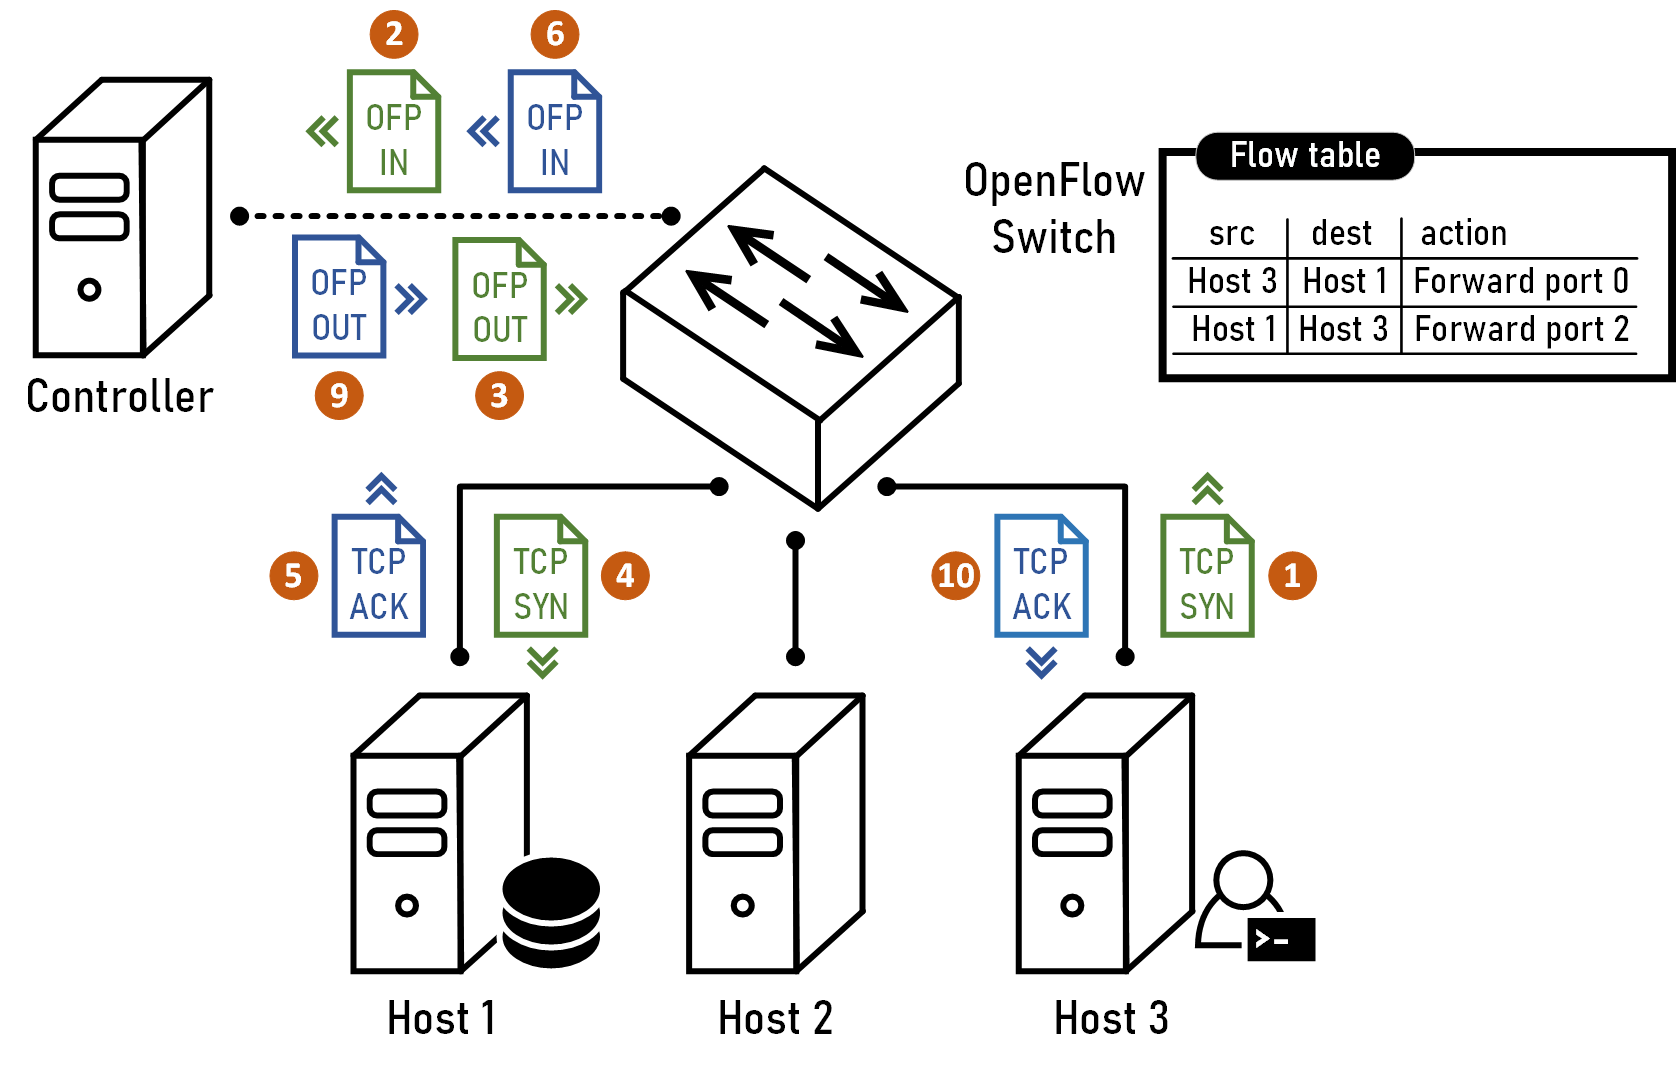 2
6
OFP
IN
OFP
IN
Flow table
OpenFlow
Switch
src dest action
Host 3 Host 1 Forward port 0
Host 1 Host 3 Forward port 2
OFP
OUT
OFP
OUT
Controller
9
3
5
TCP
ACK
TCP
SYN
4
10
TCP
ACK
TCP
SYN
1
>-
Host 1
Host 2
Host 3